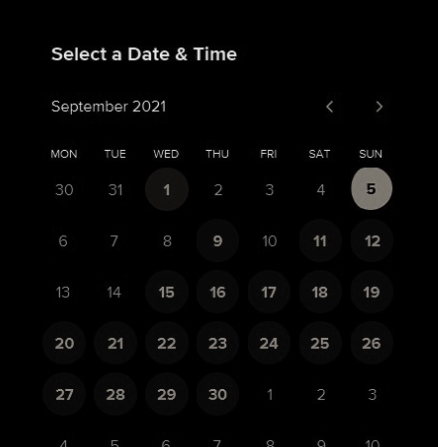 Select a Date & Time
September 2021
MON TUE WED THU FRI SAT SUN
30 31 1 2 3 4 5
6 7 8 9 10 11 12
13 14 15 16 17 18 19
20 21 22 23 24 25 26
27 28 29 30 1 2 3
4 5 6 7 8 9 10